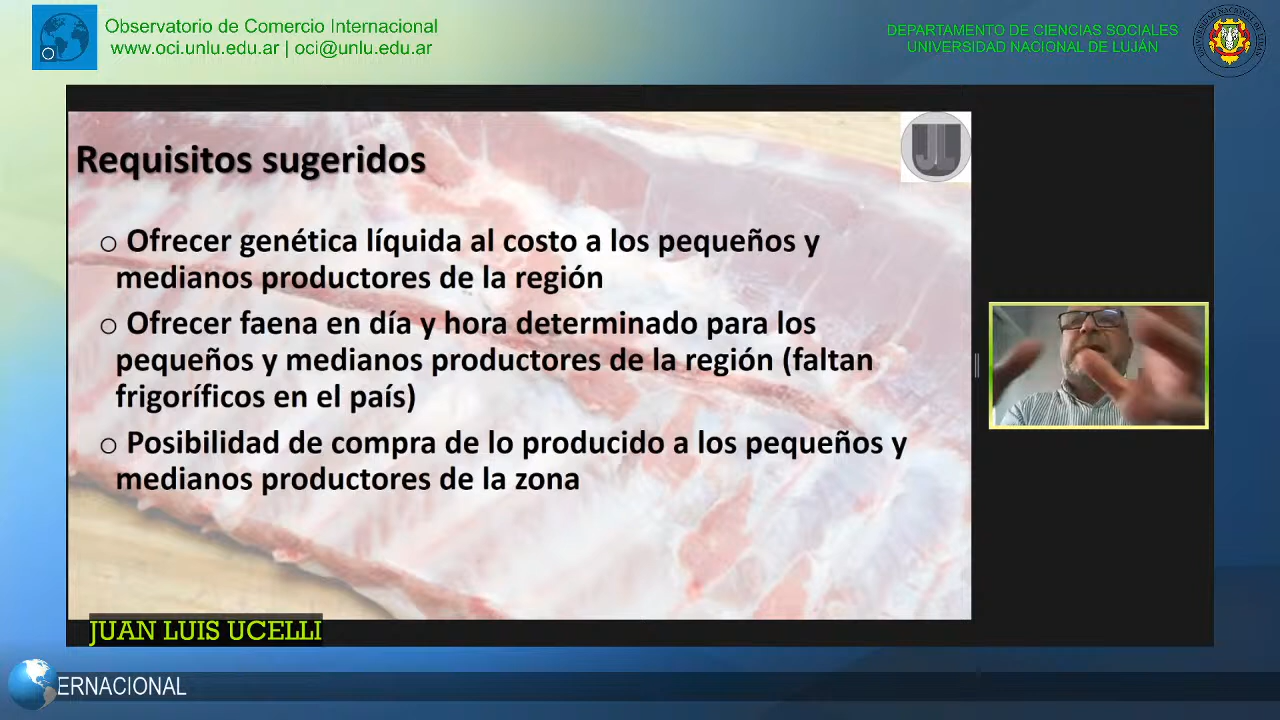 Observatorio de Comercio Internacional
www.oci.unlu.edu.ar | oci@unlu.edu.ar
DEPARTAMENTO DE CIENCIAS SOCIALES
UNIVERSIDAD NACIONAL DE LUJÁN
Requisitos sugeridos
○ Ofrecer genética líquida al costo a los pequeños y
medianos productores de la región
○ Ofrecer faena en día y hora determinado para los
pequeños y medianos productores de la región (faltan
frigoríficos en el país)
○ Posibilidad de compra de lo producido a los pequeños y
medianos productores de la zona
JUAN LUIS UCELLI
ERNACIONAL